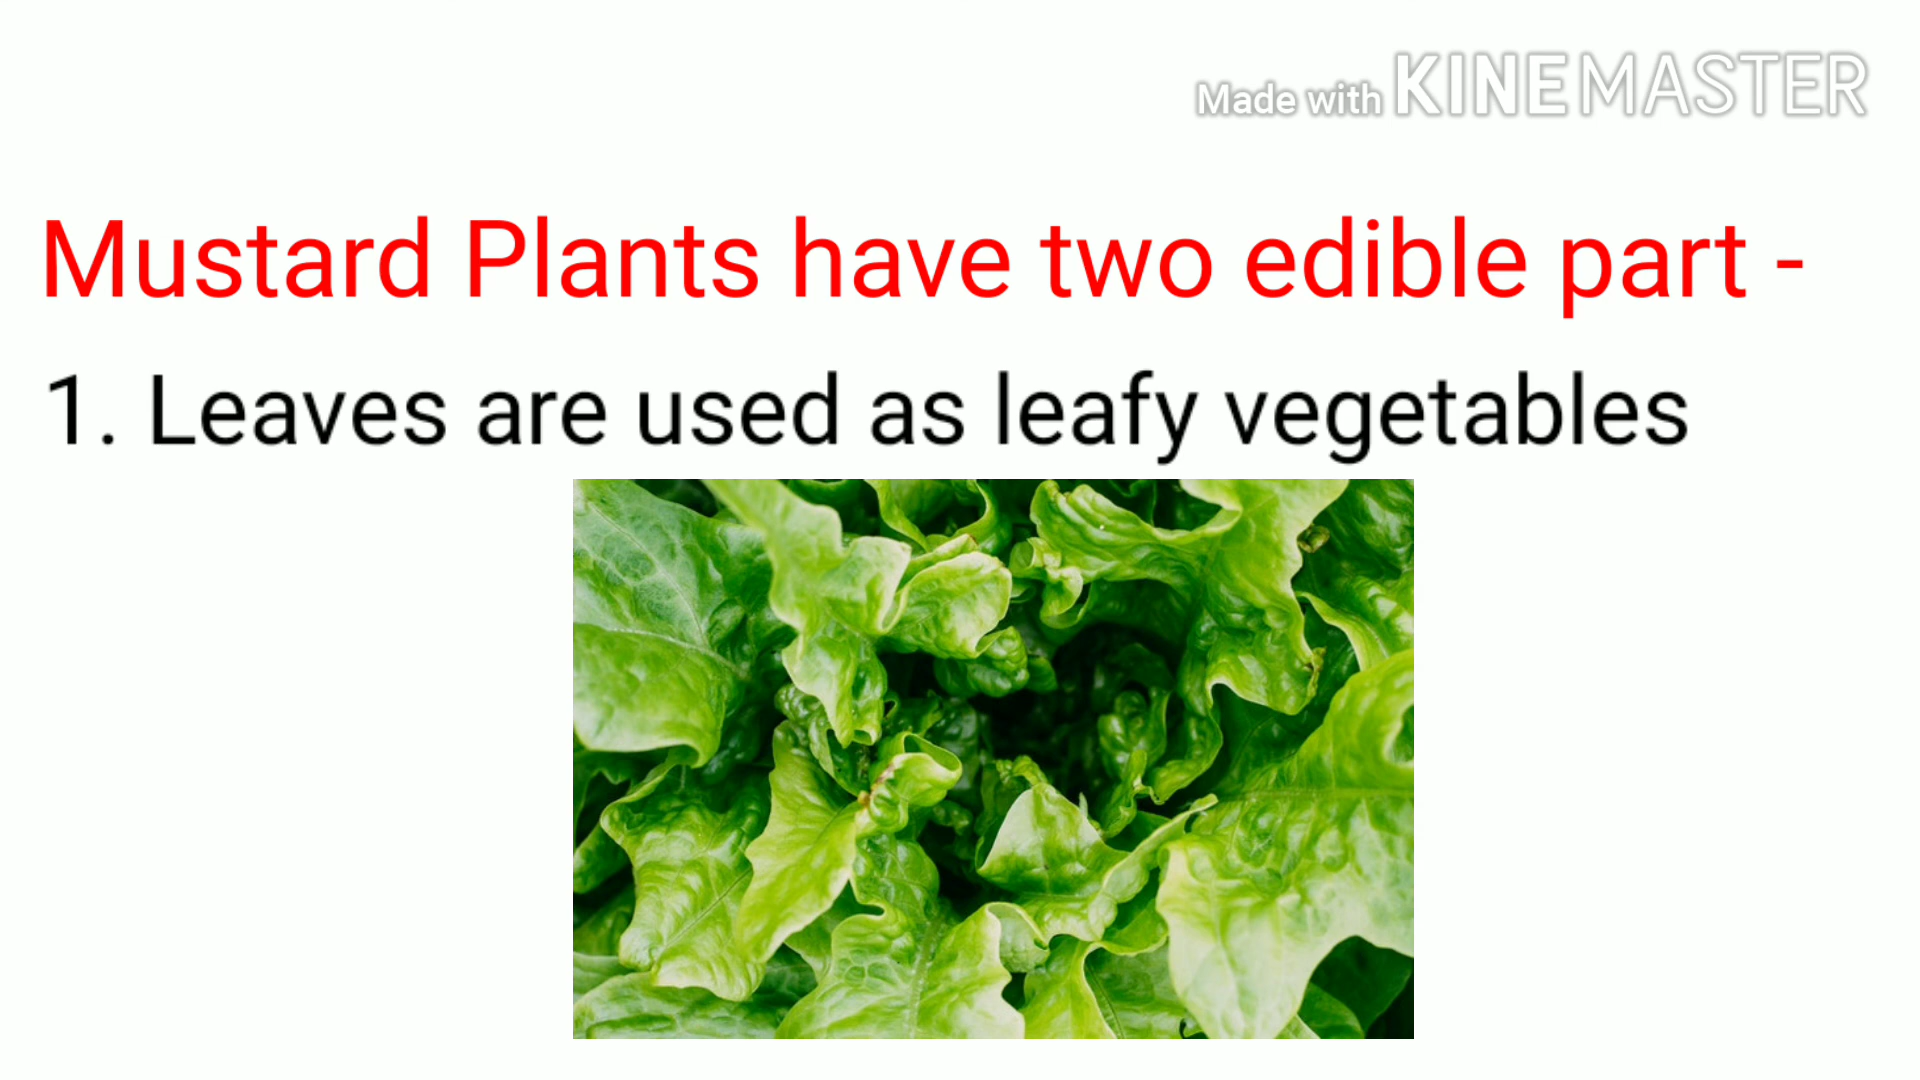 Made with KINEMASTER
Mustard Plants have two edible part -
1. Leaves are used as leafy vegetables